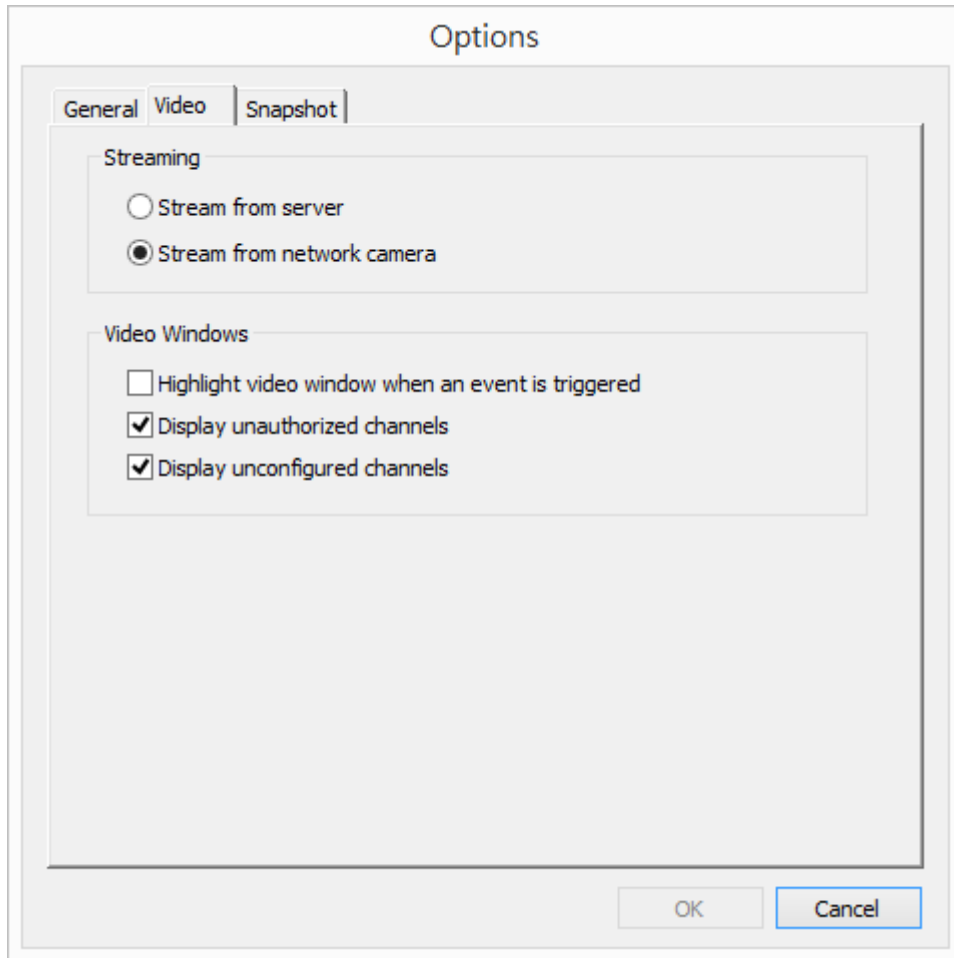 Options
General Video Snapshot
Streaming
Stream from server
Stream from network camera
Video Windows
Highlight video window when an event is triggered
Display unauthorized channels
Display unconfigured channels
OK Cancel